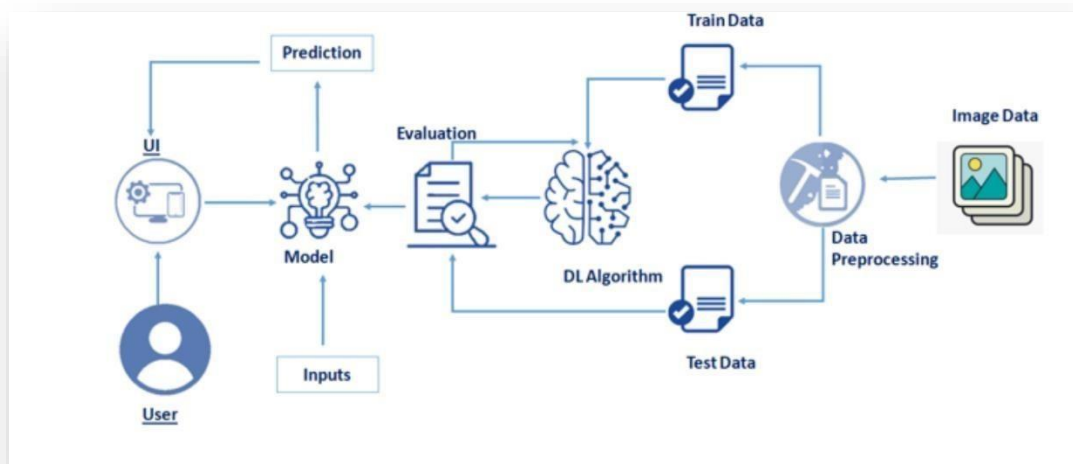 Train Data
Prediction
Image Data
Evaluation
UI
Model
Data
Preprocessing
DL Algorithm
Test Data
Inputs
User